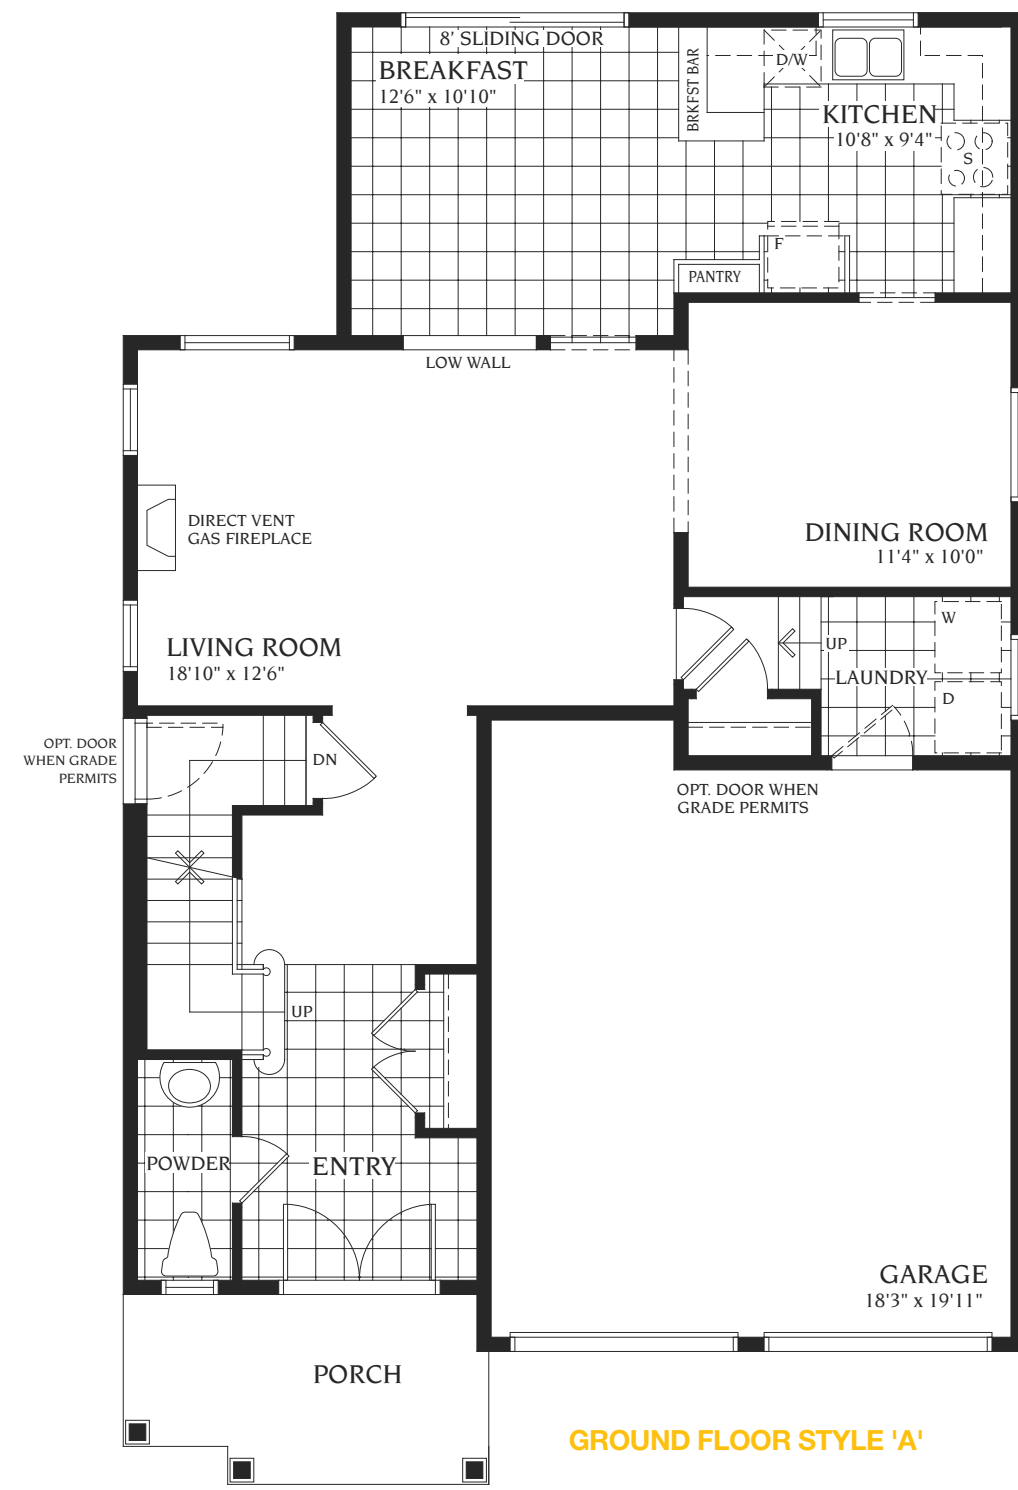 8' SLIDING DOOR
BREAKFAST
12'6" x 10'10"
BRKFST BAR
D/W
KITCHEN
10'8" x 9'4"
S
F
PANTRY
LOW WALL
DIRECT VENT
GAS FIREPLACE
DINING ROOM
11'4" x 10'0"
LIVING ROOM
18'10" x 12'6"
W
UP
LAUNDRY
D
OPT. DOOR
WHEN GRADE
PERMITS
DN
OPT. DOOR WHEN
GRADE PERMITS
UP
POWDER
ENTRY
GARAGE
18'3" x 19'11"
PORCH
GROUND FLOOR STYLE 'A'